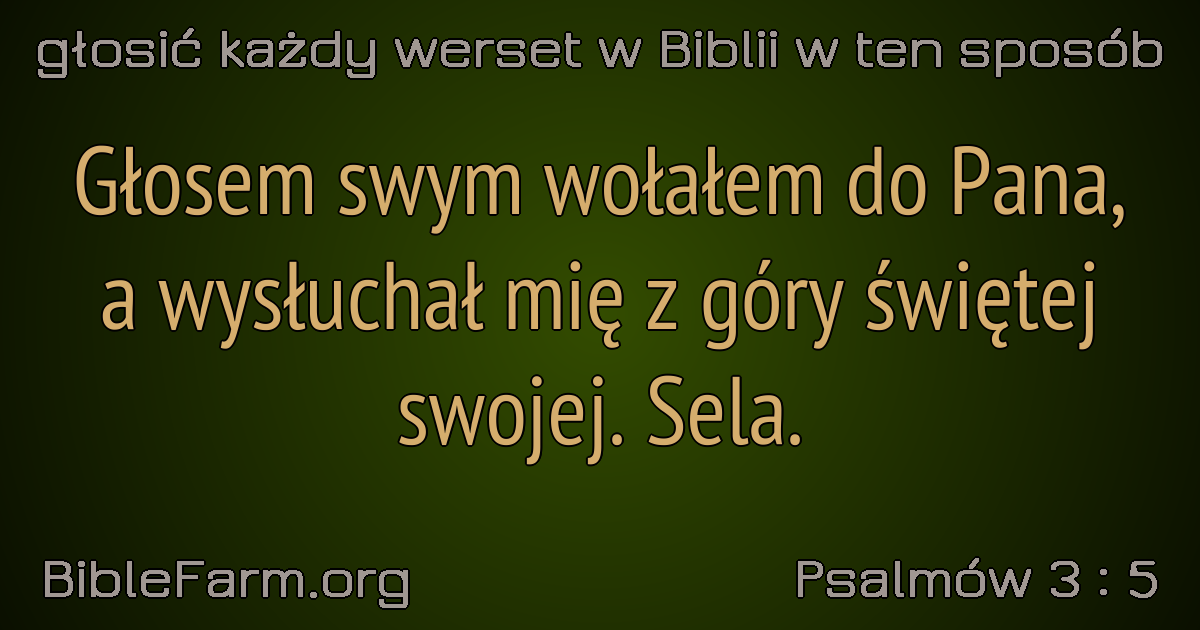 głosić każdy werset w Biblii w ten sposób
Głosem swym wołałem do Pana,
a wysłuchał mię z góry świętej
swojej. Sela.
BibleFarm.org
Psalmów 3 : 5